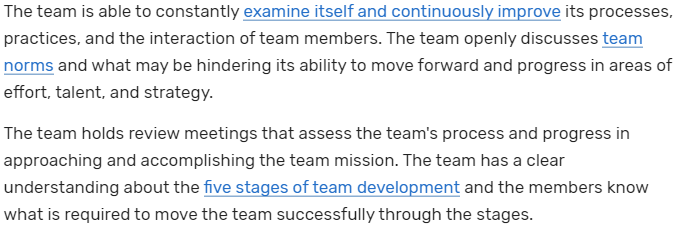 The team is able to constantly examine itself and continuously improve its processes,
practices, and the interaction of team members. The team openly discusses team
norms and what may be hindering its ability to move forward and progress in areas of
effort, talent, and strategy.
The team holds review meetings that assess the team's process and progress in
approaching and accomplishing the team mission. The team has a clear
understanding about the five stages of team development and the members know
what is required to move the team successfully through the stages.